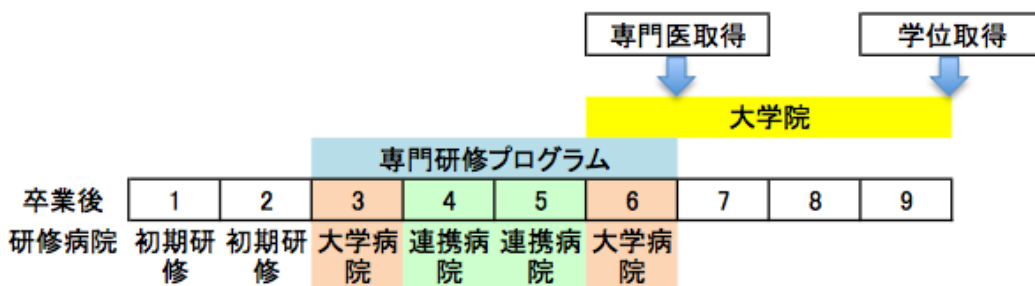 専門医取得 学位取得
大学院
専門研修プログラム
卒業後 1 2 3 4 5 6 7 8 9
研修病院 初期研修 初期研修 大学病院 連携病院 連携病院 大学病院